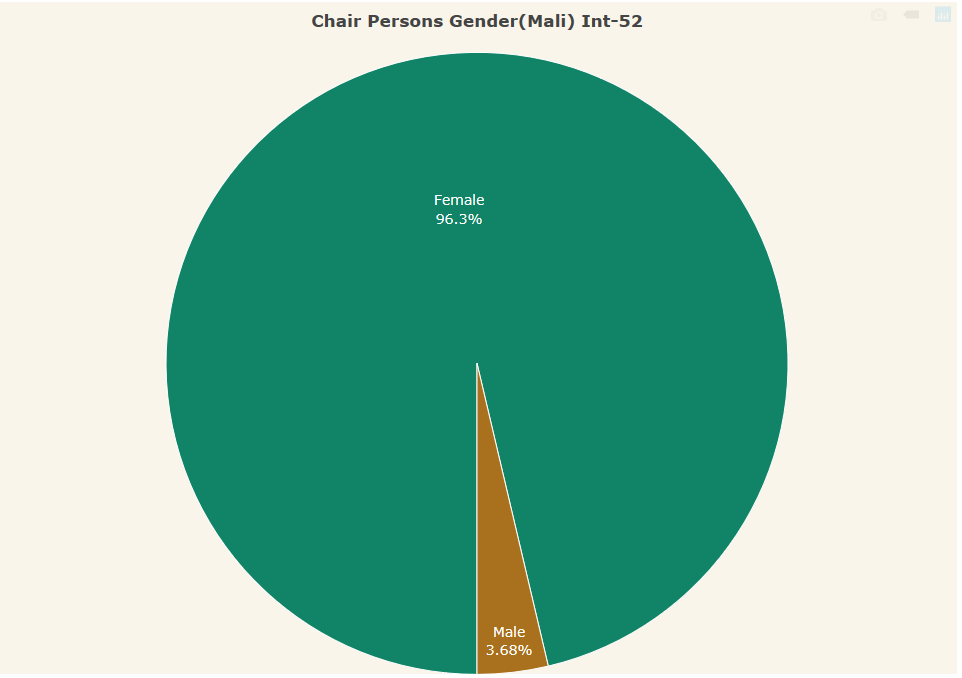 Chair Persons Gender(Mali) Int-52
Female
96.3%
Male
3.68%